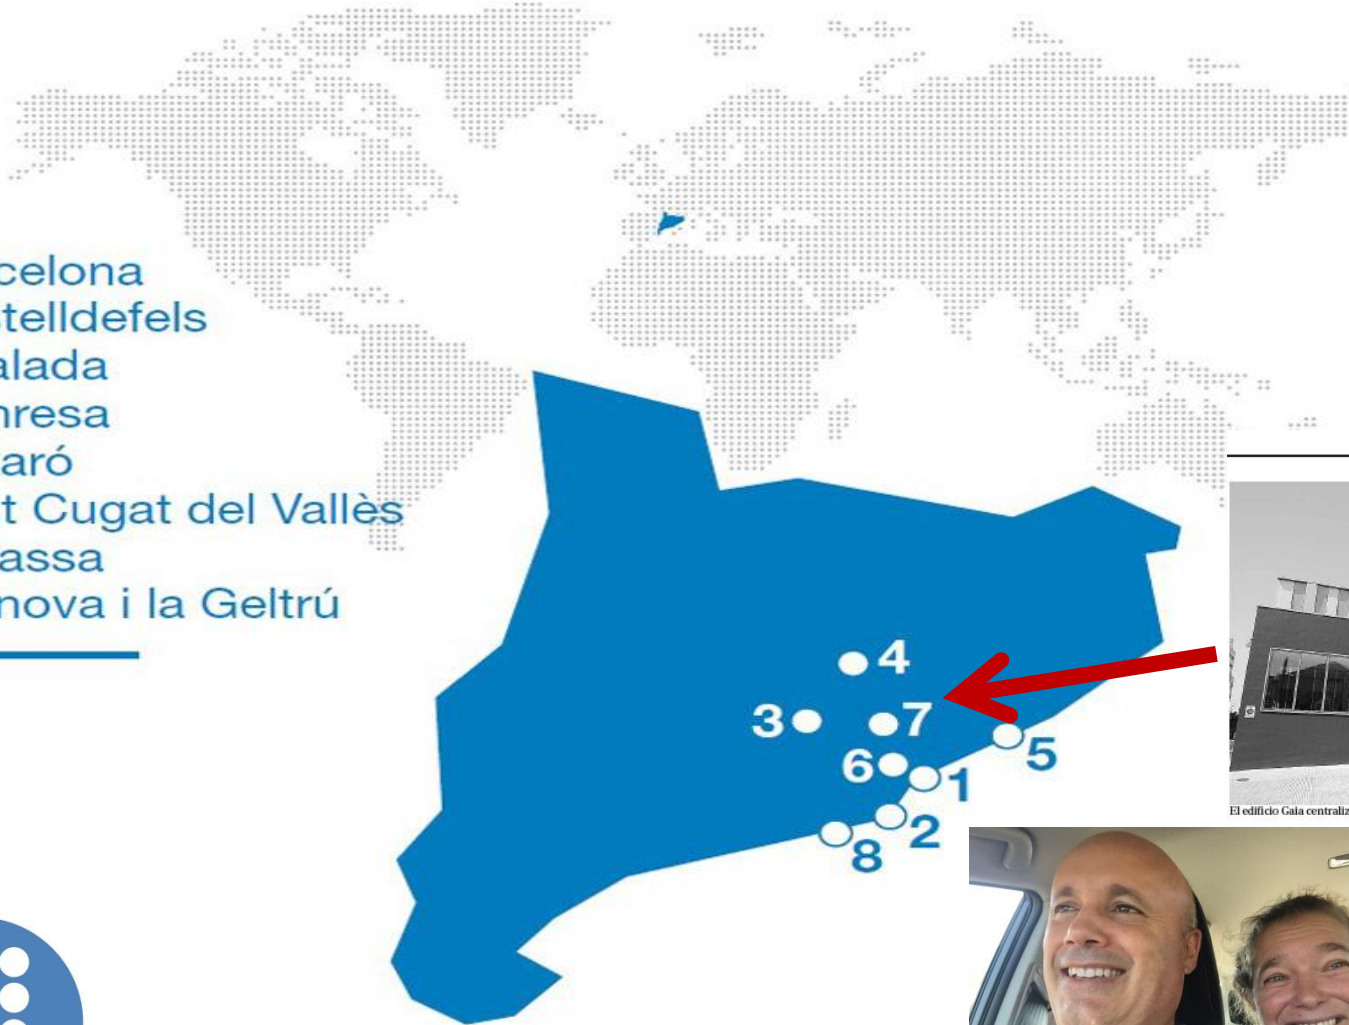 celona
telldefels
alada
nresa
aró
t Cugat del Vallès
assa
nova i la Geltrú
4
3
7
5
6
1
2
8
El edificio Gaia centraliz